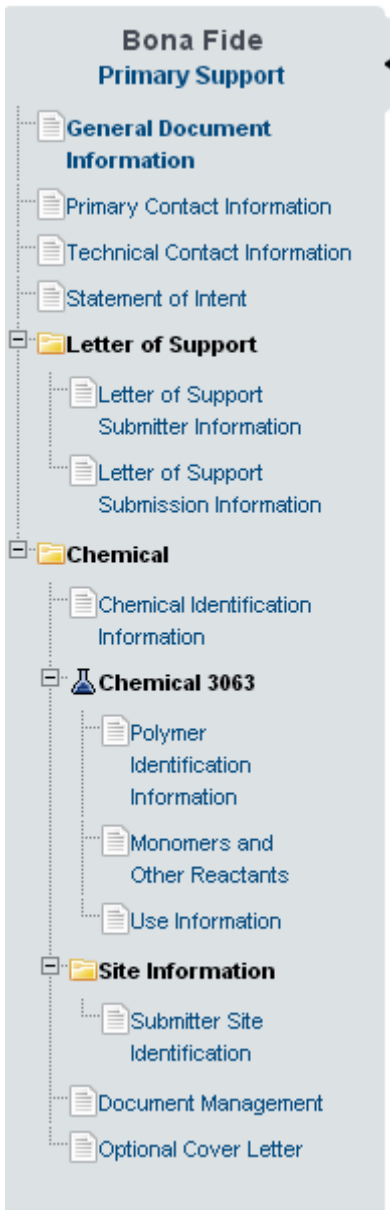 Bona Fide
Primary Support
General Document
Information
Primary Contact Information
Technical Contact Information
Statement of Intent
Letter of Support
Letter of Support
Submitter Information
Letter of Support
Submission Information
Chemical
Chemical Identification
Information
Chemical 3063
Polymer
Identification
Information
Monomers and
Other Reactants
Use Information
Site Information
Submitter Site
Identification
Document Management
Optional Cover Letter